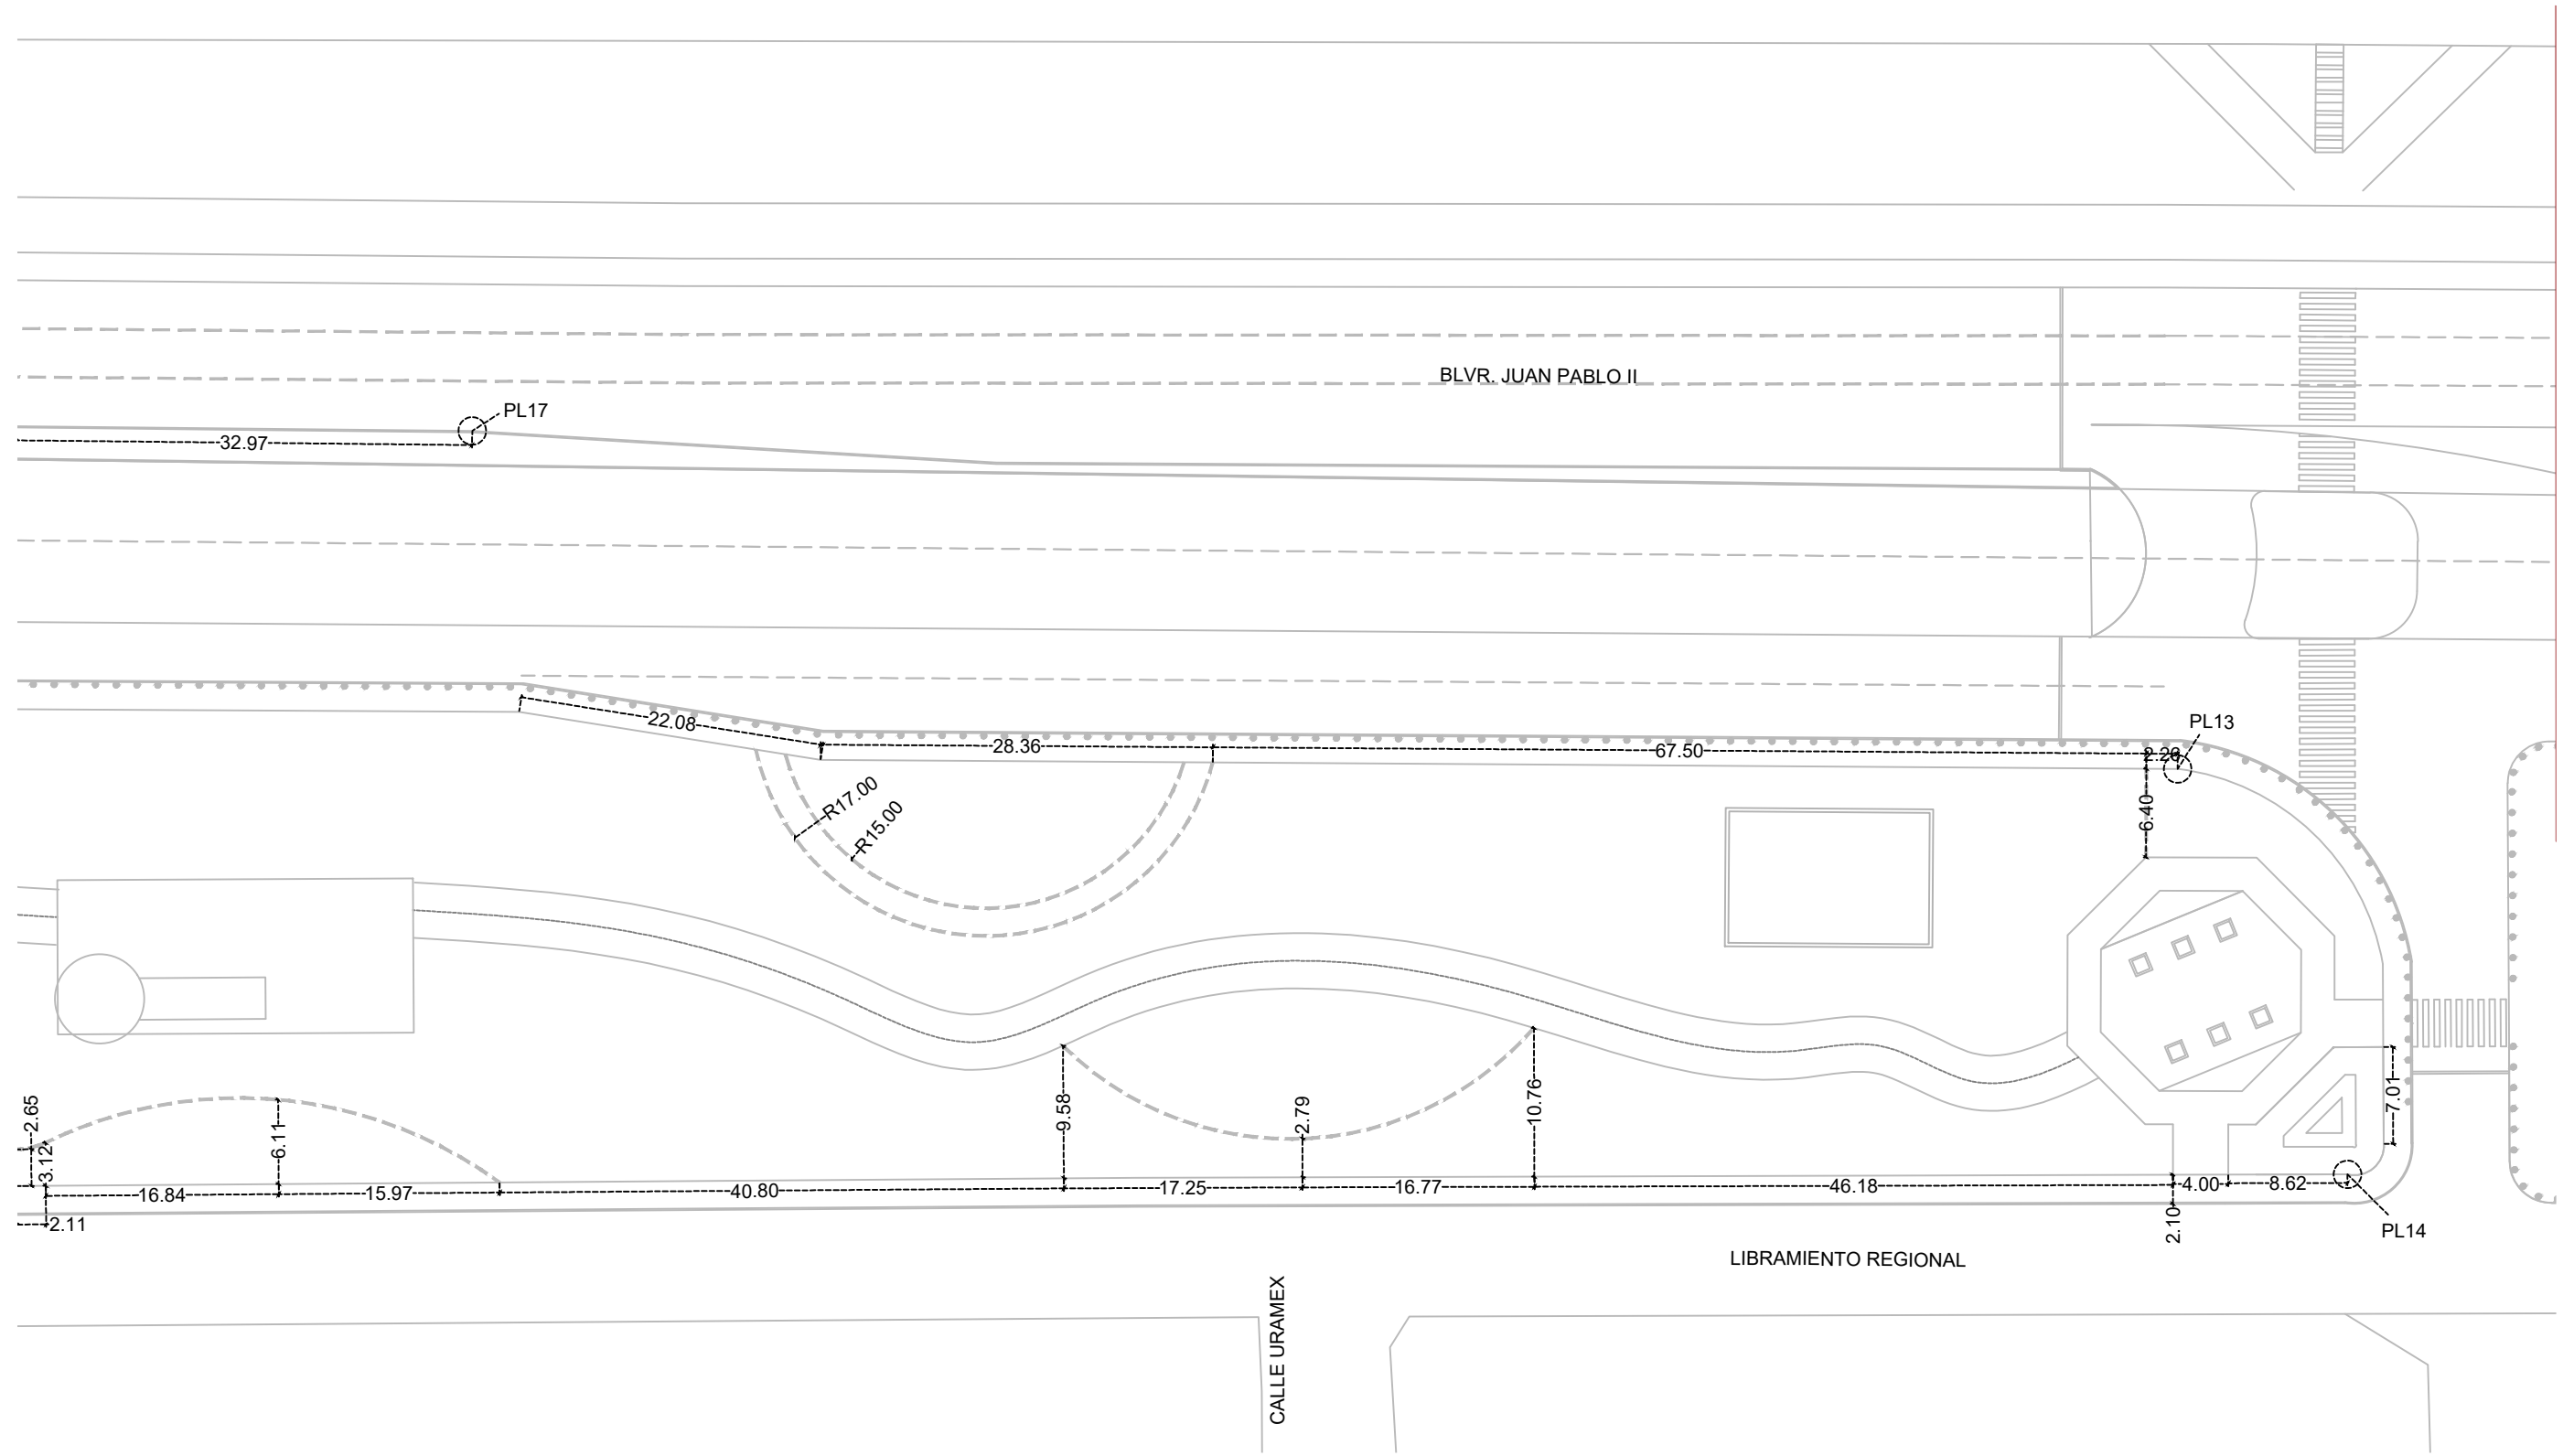 BLVR. JUAN PABLO II
PL17
32.97
PL13
22.08
28.36
67.50
2.26
R17.00
R15.00
6.40
2.65
3.12
6.11
9.58
2.79
10.76
7.01
16.84
15.97
40.80
17.25
16.77
46.18
4.00
8.62
2.11
2.10
PL14
LIBRAMIENTO REGIONAL
CALLE URAMEX